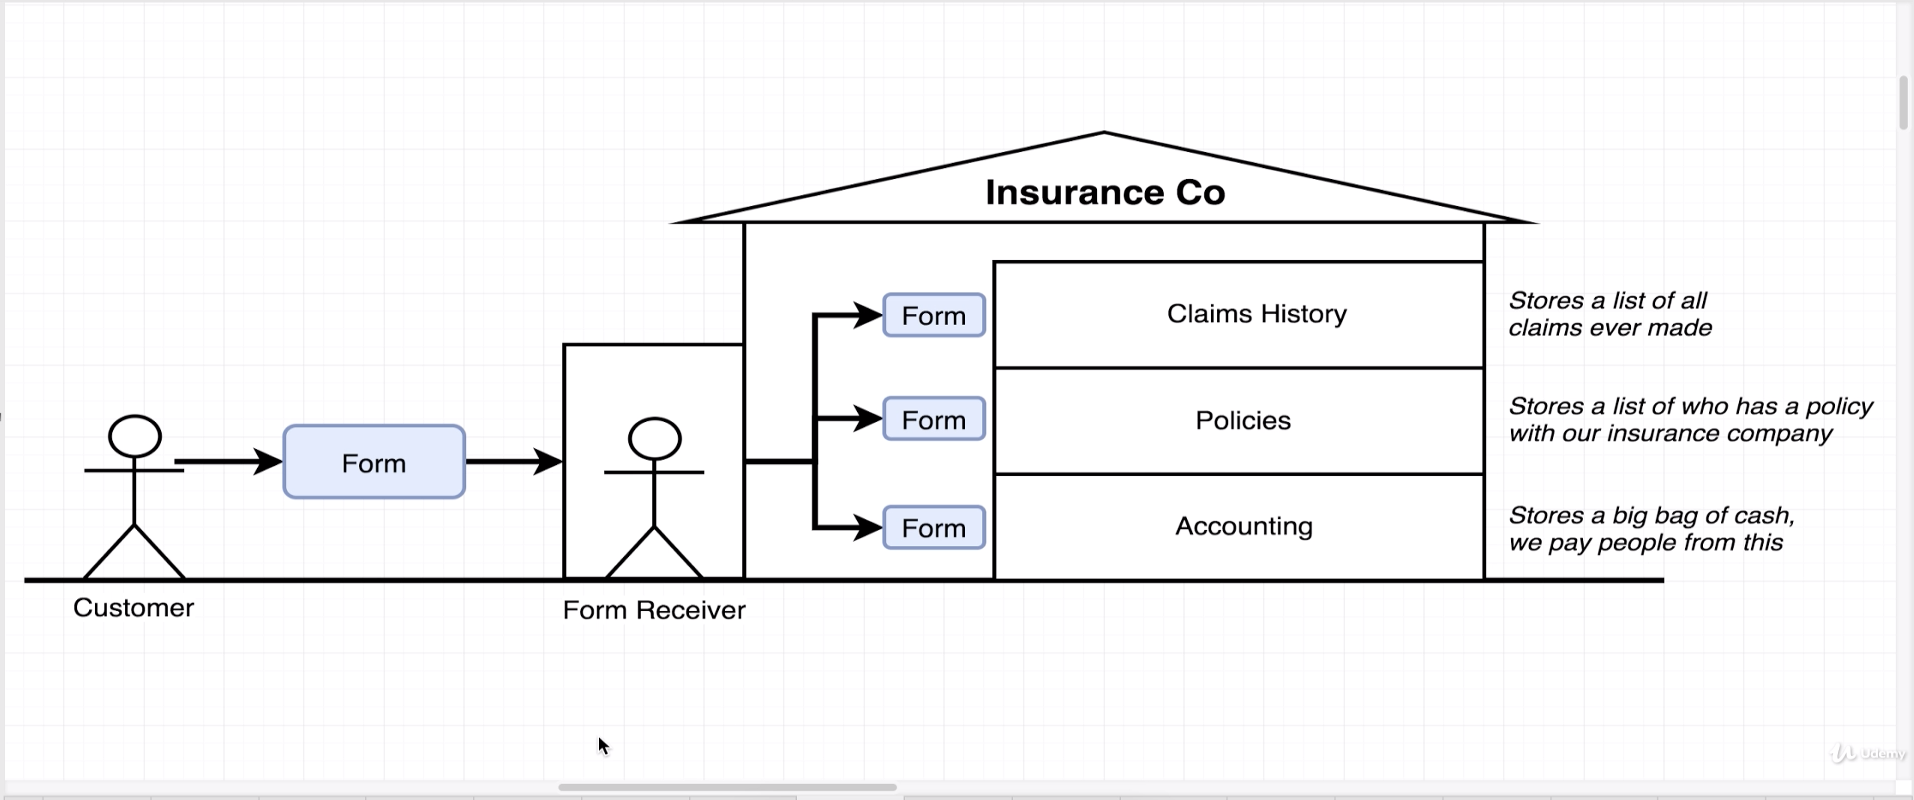 Insurance Co
Form
Claims History
Stores a list of all
claims ever made
Form
Policies
Stores a list of who has a policy
with our insurance company
Form
Form
Accounting
Stores a big bag of cash,
we pay people from this
Customer
Form Receiver
Udemy